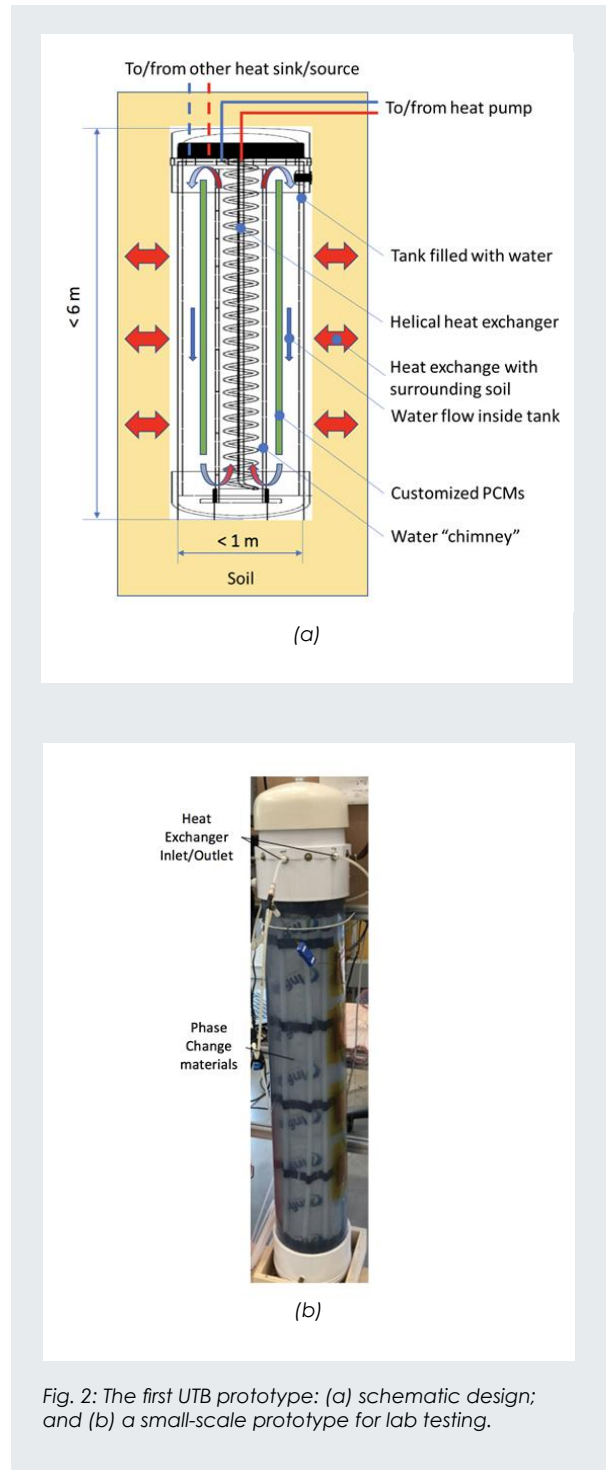 To/from other heat sink/source
To/from heat pump
Tank filled with water
Helical heat exchanger
Heat exchange with
surrounding soil
Water flow inside tank
Customized PCMs
Water “chimney”
< 6 m
< 1 m
Soil
(a)
Heat
Exchanger
Inlet/Outlet
Phase
Change
materials
(b)
Fig. 2: The first UTB prototype: (a) schematic design;
and (b) a small-scale prototype for lab testing.